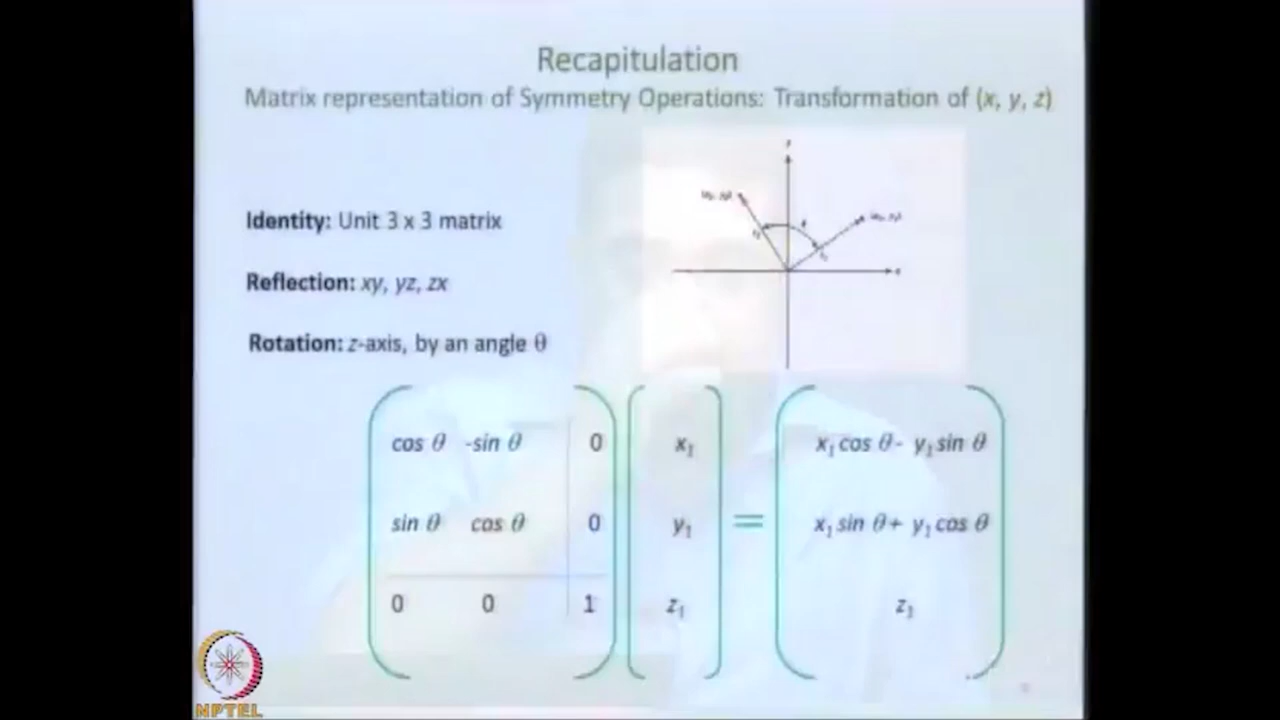 Recapitulation
Matrix representation of Symmetry Operations: Transformation of (x, y, z)
Identity: Unit 3 x 3 matrix
Reflection: xy, yz, zx
Rotation: z-axis, by an angle θ
cos θ -sin θ 0 x₁ x₁ cos θ- y₁ sin θ
sin θ cos θ 0 y₁ = x₁ sin θ+ y₁ cos θ
0 0 1 z₁ z₁
NPTEL